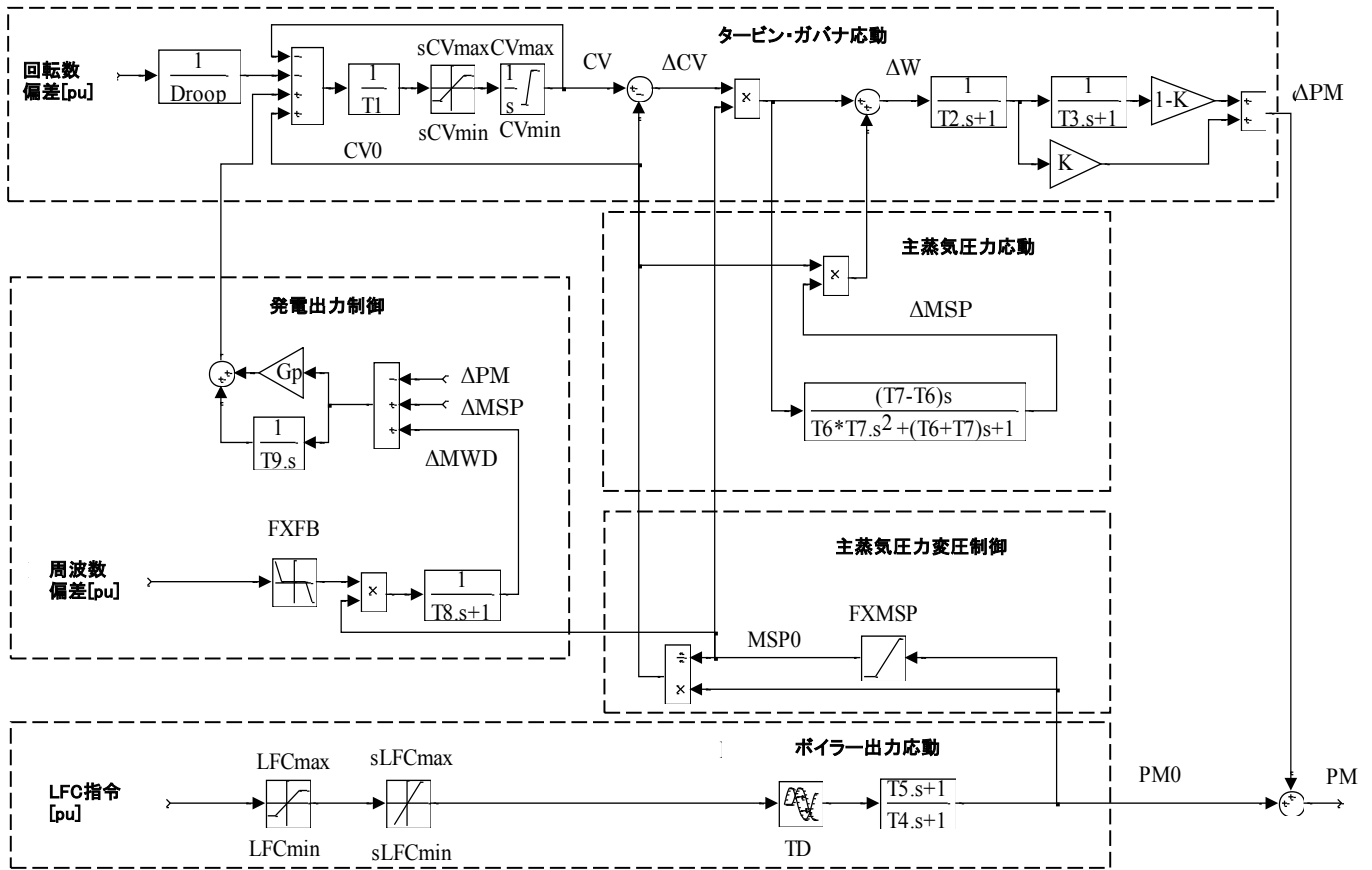 タービン・ガバナ応動
回転数
偏差[pu]
1
Droop
-
-
+
+
1
T1
sCVmax
sCVmin
CVmax
1
s
CVmin
CV
+
-
ΔCV
×
+
+
ΔW
1
T2.s+1
1
T3.s+1
1-K
K
+
+
ΔPM
CV0
主蒸気圧力応動
×
ΔMSP
(T7-T6)s
T6*T7.s2 +(T6+T7)s+1
発電出力制御
+
+
Gp
1
T9.s
-
+
+
ΔPM
ΔMSP
ΔMWD
FXFB
周波数
偏差[pu]
×
1
T8.s+1
主蒸気圧力変圧制御
FXMSP
MSP0
÷
×
ボイラー出力応動
LFC指令
[pu]
LFCmax
LFCmin
sLFCmax
sLFCmin
TD
T5.s+1
T4.s+1
PM0
+
+
PM